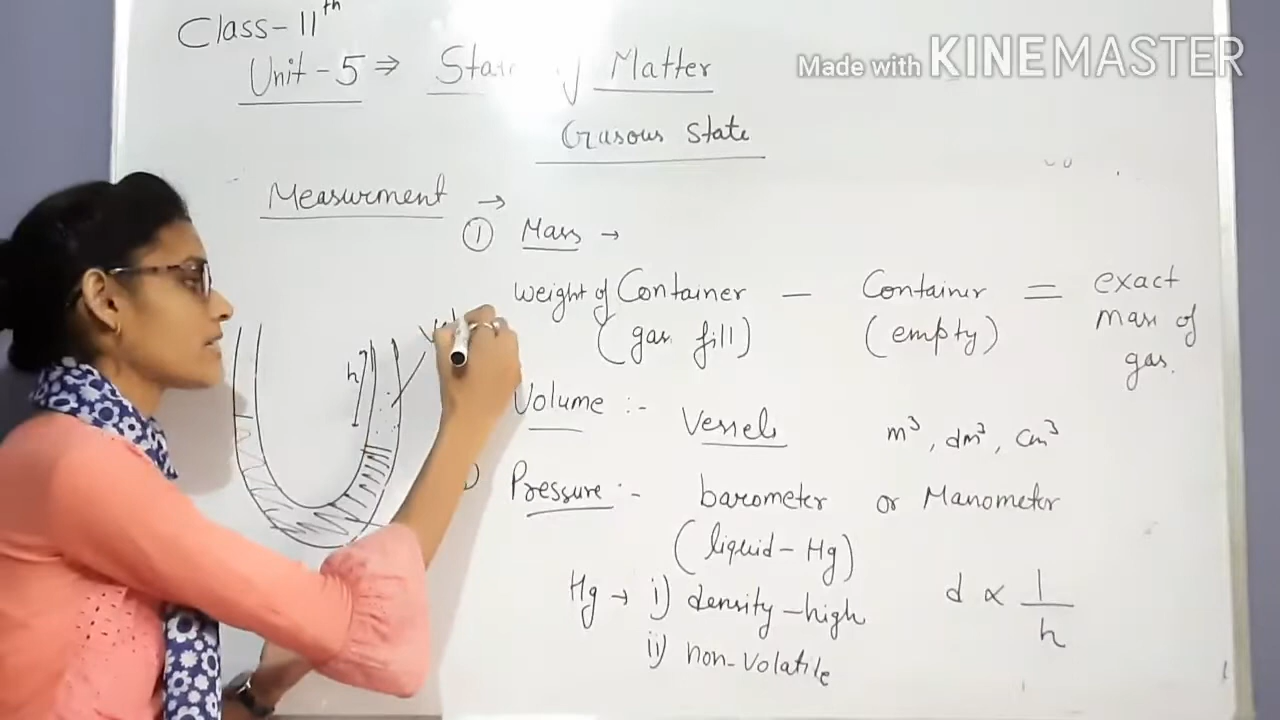 Class-11th
Unit-5 ⇒ Matter
Made with KINEMASTER
Gasous State
Measurment →
① Mass →
Weight of Container − Container = exact
(gas fill) (empty) mass of
gas.
h
Volume :- Vessels m³, dm³, cm³
Pressure :- barometer or Manometer
(liquid-Hg)
Hg → i) density-high d ∝ 1/h
ii) non-volatile